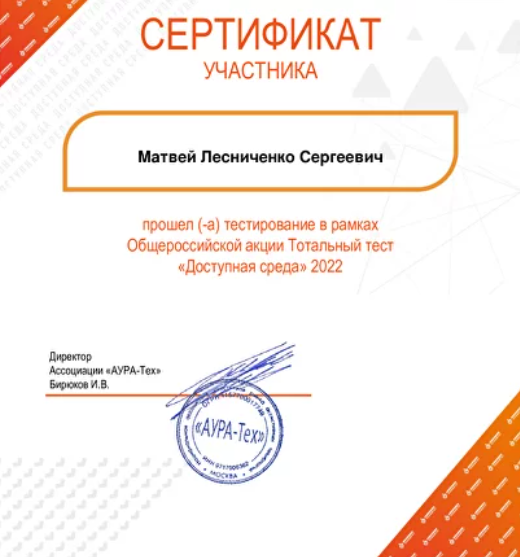 СЕРТИФИКАТ
УЧАСТНИКА
Матвей Лесниченко Сергеевич
прошел (-а) тестирование в рамках
Общероссийской акции Тотальный тест
«Доступная среда» 2022
Директор
Ассоциации «АУРА-Тех»
Бирюков И.В.
«АУРА-Тех»
МОСКВА